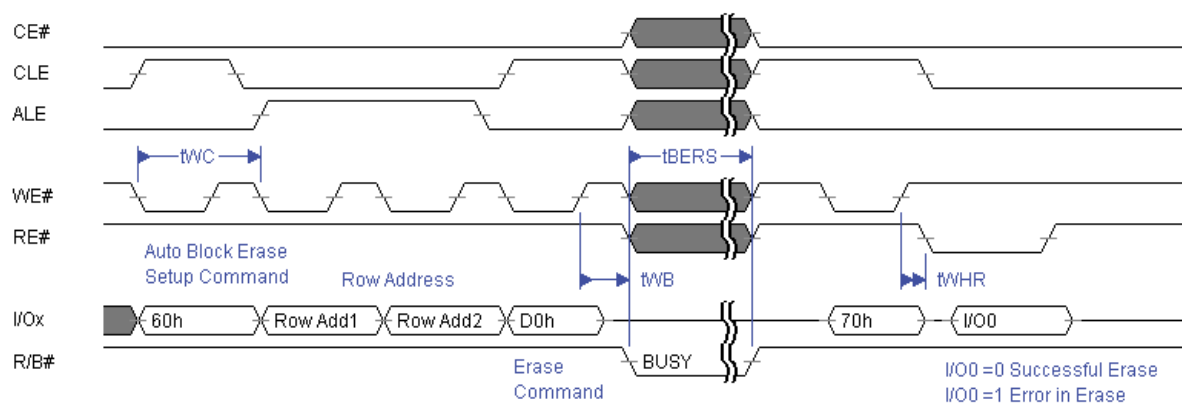 CE#
CLE
ALE
tWC
tBERS
WE#
RE#
Auto Block Erase
Setup Command
Row Address
tWB
tWHR
I/Ox
60h
Row Add1
Row Add2
D0h
70h
I/O0
R/B#
BUSY
Erase
Command
I/O0 =0 Successful Erase
I/O0 =1 Error in Erase